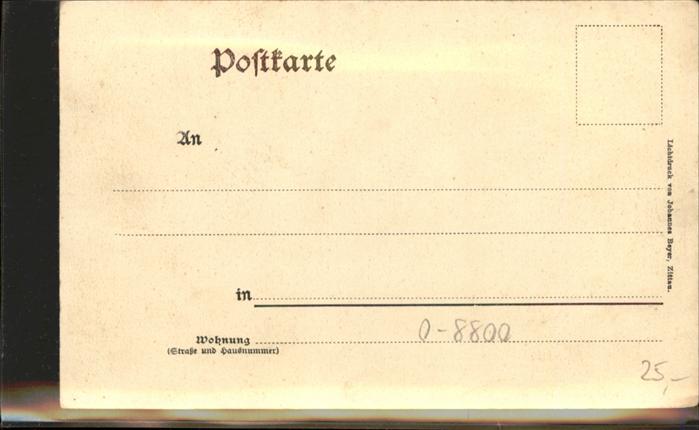 Postkarte
An
Lichtdruck von Johannes Beyer, Zittau.
in
Wohnung
(Straße und Hausnummer)
0-8800
25,-